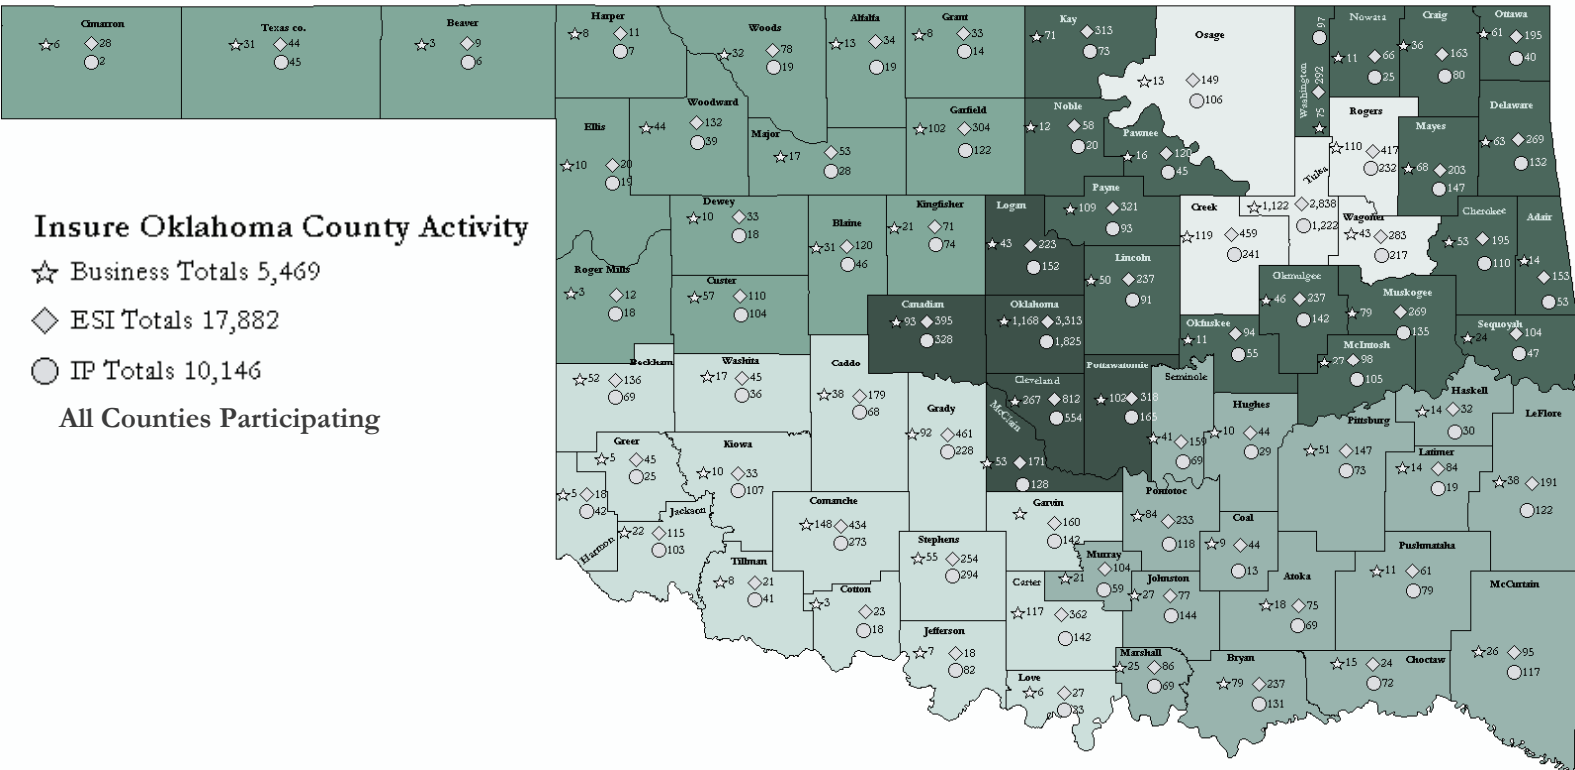 Insure Oklahoma County Activity
Business Totals 5,469
ESI Totals 17,882
IP Totals 10,146
All Counties Participating
Cimarron
6 28
2
Texas co.
31 44
45
Beaver
3 9
6
Harper
8 11
7
Woods
32 78
19
Alfalfa
13 34
19
Grant
8 33
14
Kay
71 313
73
Osage
13 149
106
Washington
75 292 97
Nowata
11 66
25
Craig
36 163
80
Ottawa
61 195
40
Ellis
10 20
19
Woodward
44 132
39
Major
17 53
28
Garfield
102 304
122
Noble
12 58
20
Pawnee
16 120
45
Rogers
110 417
232
Mayes
68 203
147
Delaware
63 269
132
Dewey
10 33
18
Blaine
31 120
46
Kingfisher
21 71
74
Logan
43 223
152
Payne
109 321
93
Creek
119 459
241
Tulsa
1,122 2,838
1,222
Wagoner
43 283
217
Cherokee
53 195
110
Adair
14 153
53
Roger Mills
3 12
18
Custer
57 110
104
Canadian
93 395
328
Oklahoma
1,168 3,313
1,825
Lincoln
50 237
91
Okmulgee
46 237
142
Muskogee
79 269
135
Okfuskee
11 94
55
McIntosh
27 98
105
Sequoyah
24 104
47
Beckham
52 136
69
Washita
17 45
36
Caddo
38 179
68
Grady
92 461
228
McClain
53 171
128
Cleveland
267 812
554
Pottawatomie
102 318
165
Seminole
41 159
69
Hughes
10 44
29
Pittsburg
51 147
73
Haskell
14 32
30
LeFlore
38 191
122
Latimer
14 84
19
Greer
5 45
25
Kiowa
10 33
107
Harmon
5 18
42
Jackson
22 115
103
Comanche
148 434
273
Tillman
8 21
41
Cotton
3 23
18
Stephens
55 254
294
Jefferson
7 18
82
Garvin
160
142
Murray
21 104
59
Carter
117 362
142
Love
6 27
23
Pontotoc
84 233
118
Coal
9 44
13
Johnston
27 77
144
Atoka
18 75
69
Pushmataha
11 61
79
McCurtain
26 95
117
Marshall
25 86
69
Bryan
79 237
131
Choctaw
15 24
72